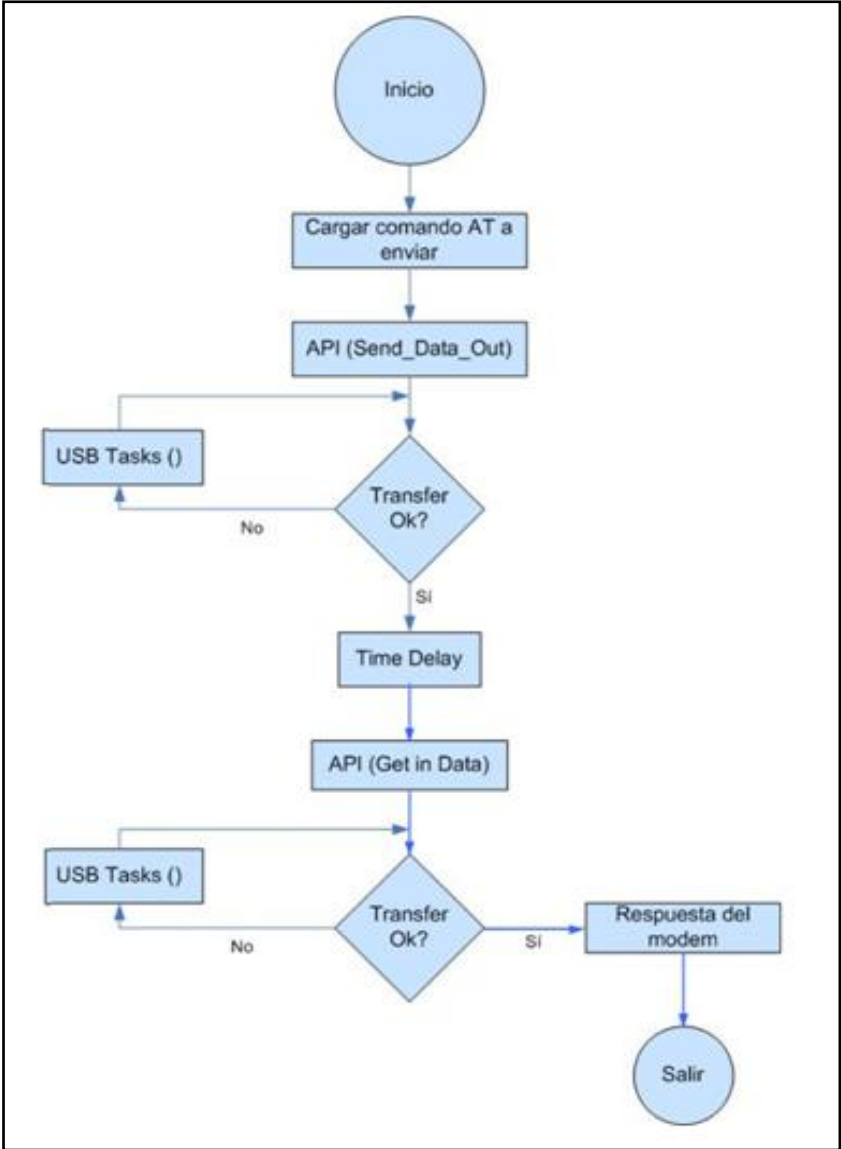 Inicio
Cargar comando AT a
enviar
API (Send_Data_Out)
USB Tasks ()
Transfer
Ok?
No
Sí
Time Delay
API (Get in Data)
USB Tasks ()
Transfer
Ok?
No
Sí
Respuesta del
modem
Salir